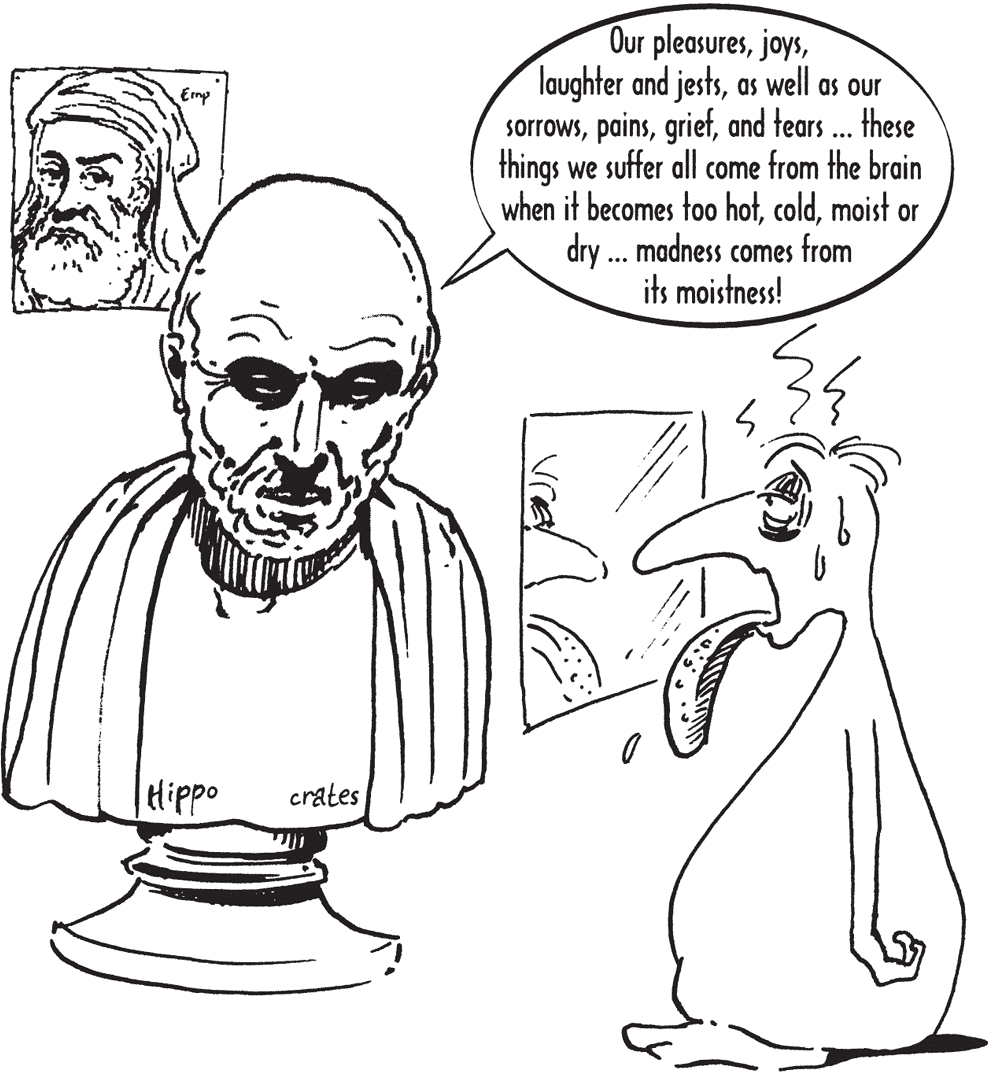 Emp
Our pleasures, joys,
laughter and jests, as well as our
sorrows, pains, grief, and tears ... these
things we suffer all come from the brain
when it becomes too hot, cold, moist or
dry ... madness comes from
its moistness!
Hippo crates